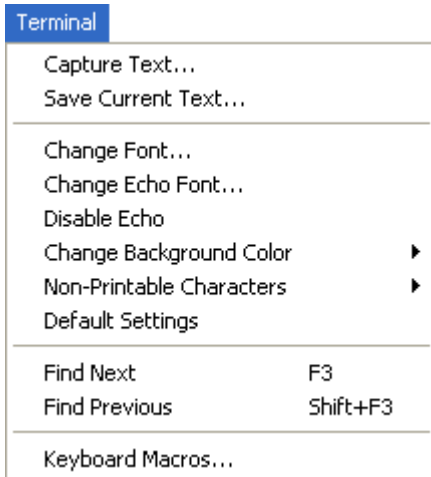 Terminal
Capture Text...
Save Current Text...
Change Font...
Change Echo Font...
Disable Echo
Change Background Color
Non-Printable Characters
Default Settings
Find Next F3
Find Previous Shift+F3
Keyboard Macros...